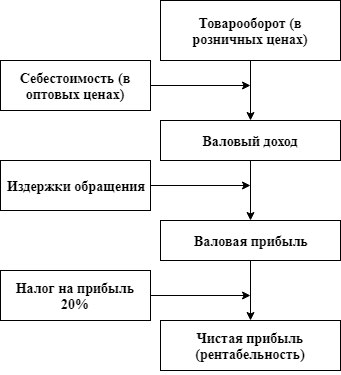 Товарооборот (в
розничных ценах)
Себестоимость (в
оптовых ценах)
Валовый доход
Издержки обращения
Валовая прибыль
Налог на прибыль
20%
Чистая прибыль
(рентабельность)